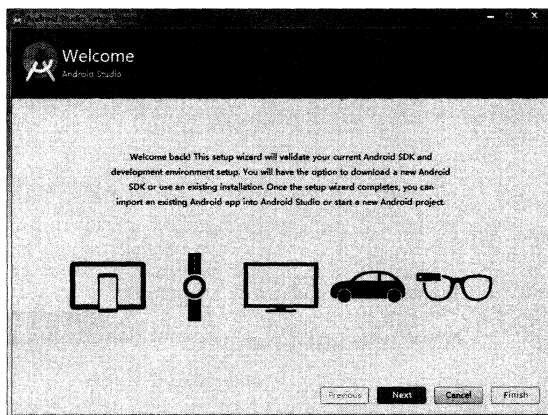 Welcome
Android Studio
Welcome back! This setup wizard will validate your current Android SDK and
development environment setup. You will have the option to download a new Android
SDK or use an existing installation. Once the setup wizard completes, you can
import an existing Android app into Android Studio or start a new Android project.
Previous
Next
Cancel
Finish